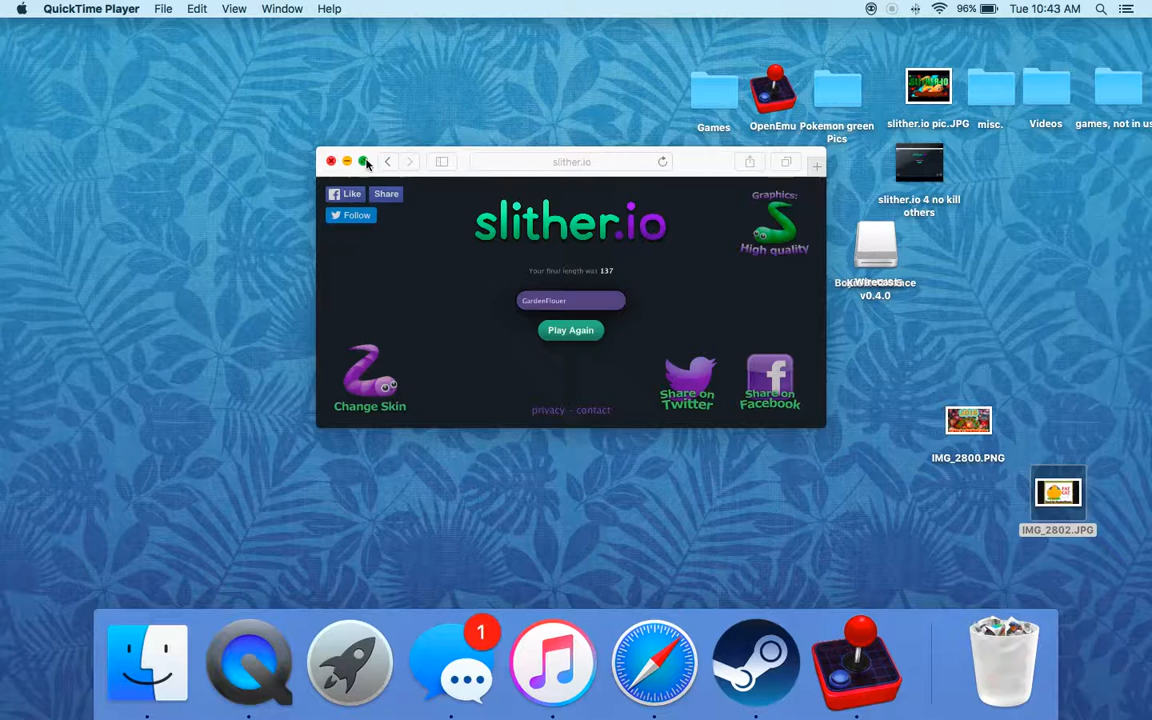 QuickTime Player File Edit View Window Help 96% Tue 10:43 AM
Games
OpenEmu
Pokemon green
Pics
slither.io pic.JPG
misc.
Videos
games, not in us
slither.io
Like Share
Follow
slither.io
Graphics:
High quality
Your final length was 137
GardenFlouer
Play Again
Change Skin
Share on
Twitter
Share on
Facebook
privacy - contact
slither.io 4 no kill
others
v0.4.0
IMG_2800.PNG
IMG_2802.JPG
1